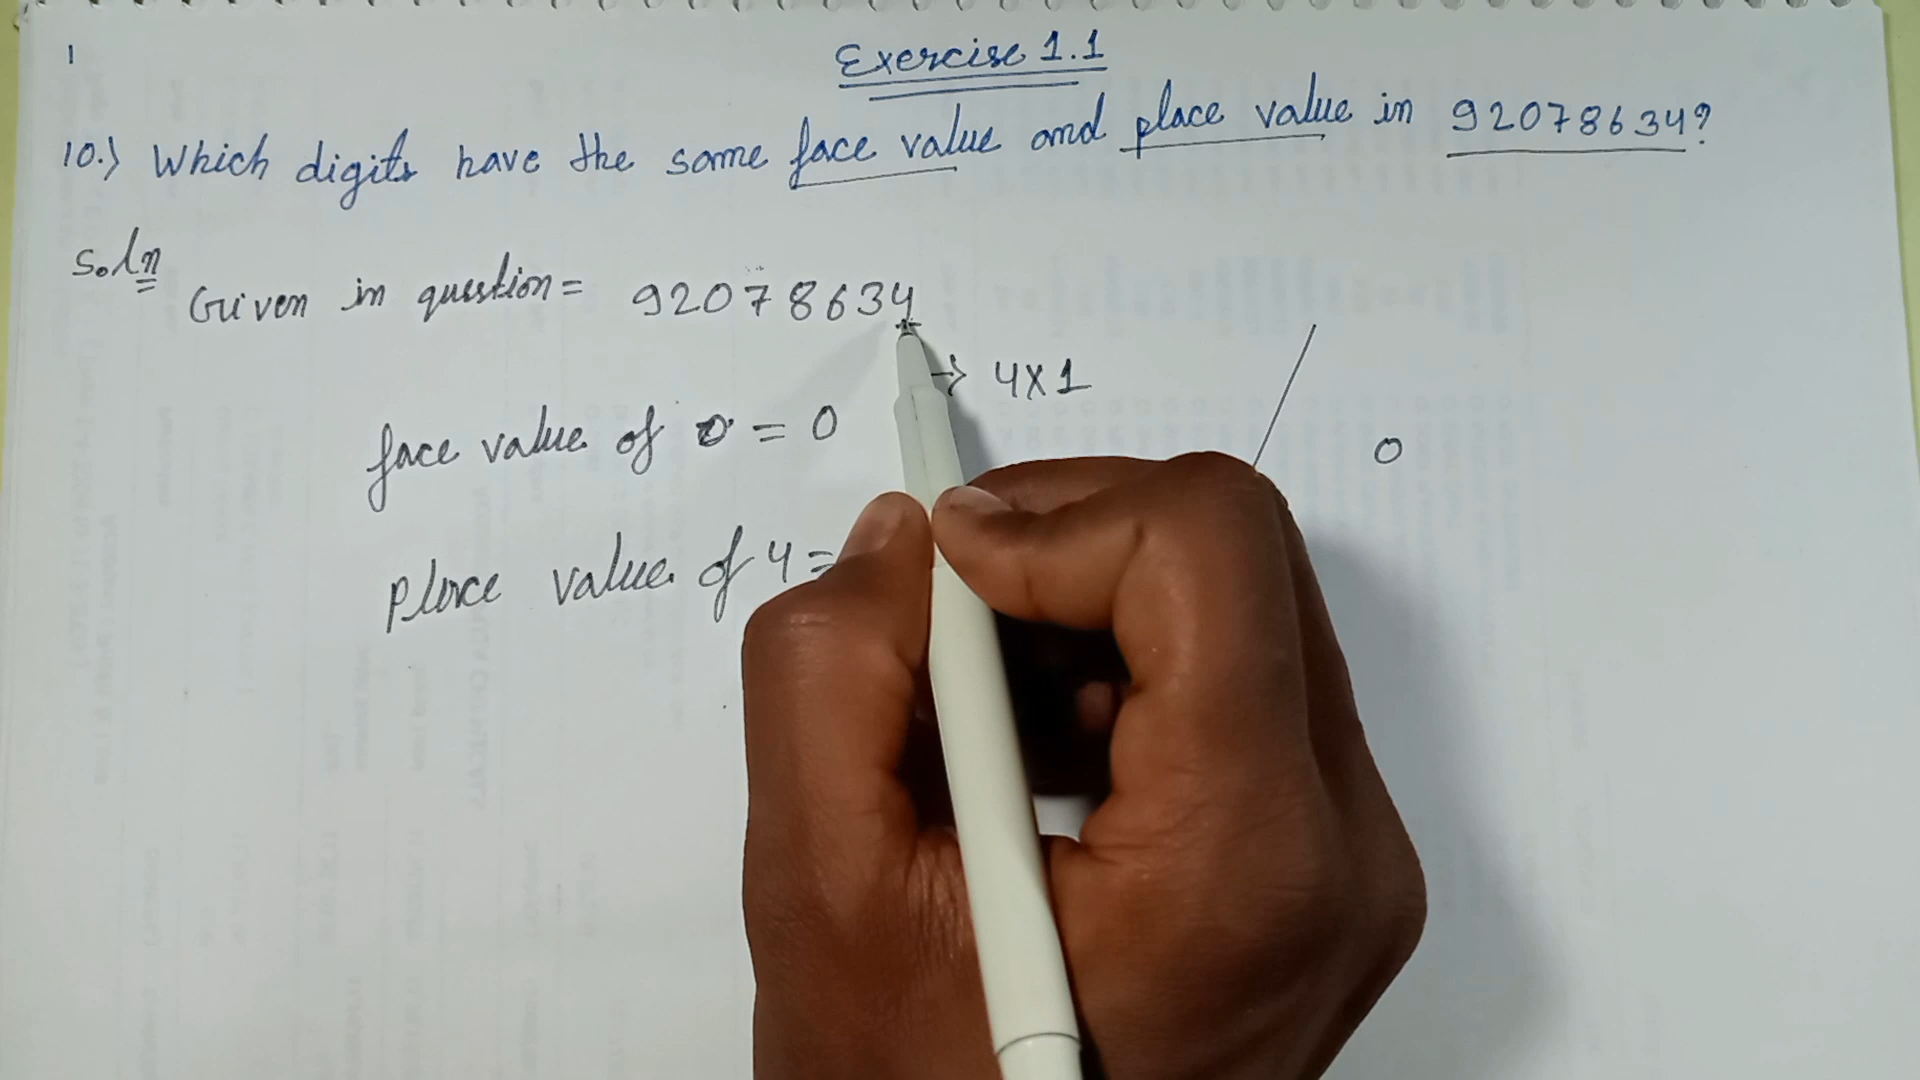 1
Exercise 1.1
10.) Which digits have the same face value and place value in 92078634?
Soln
Given in question = 92078634
→ 4x1
face value of 0 = 0
0
place value of 4 =